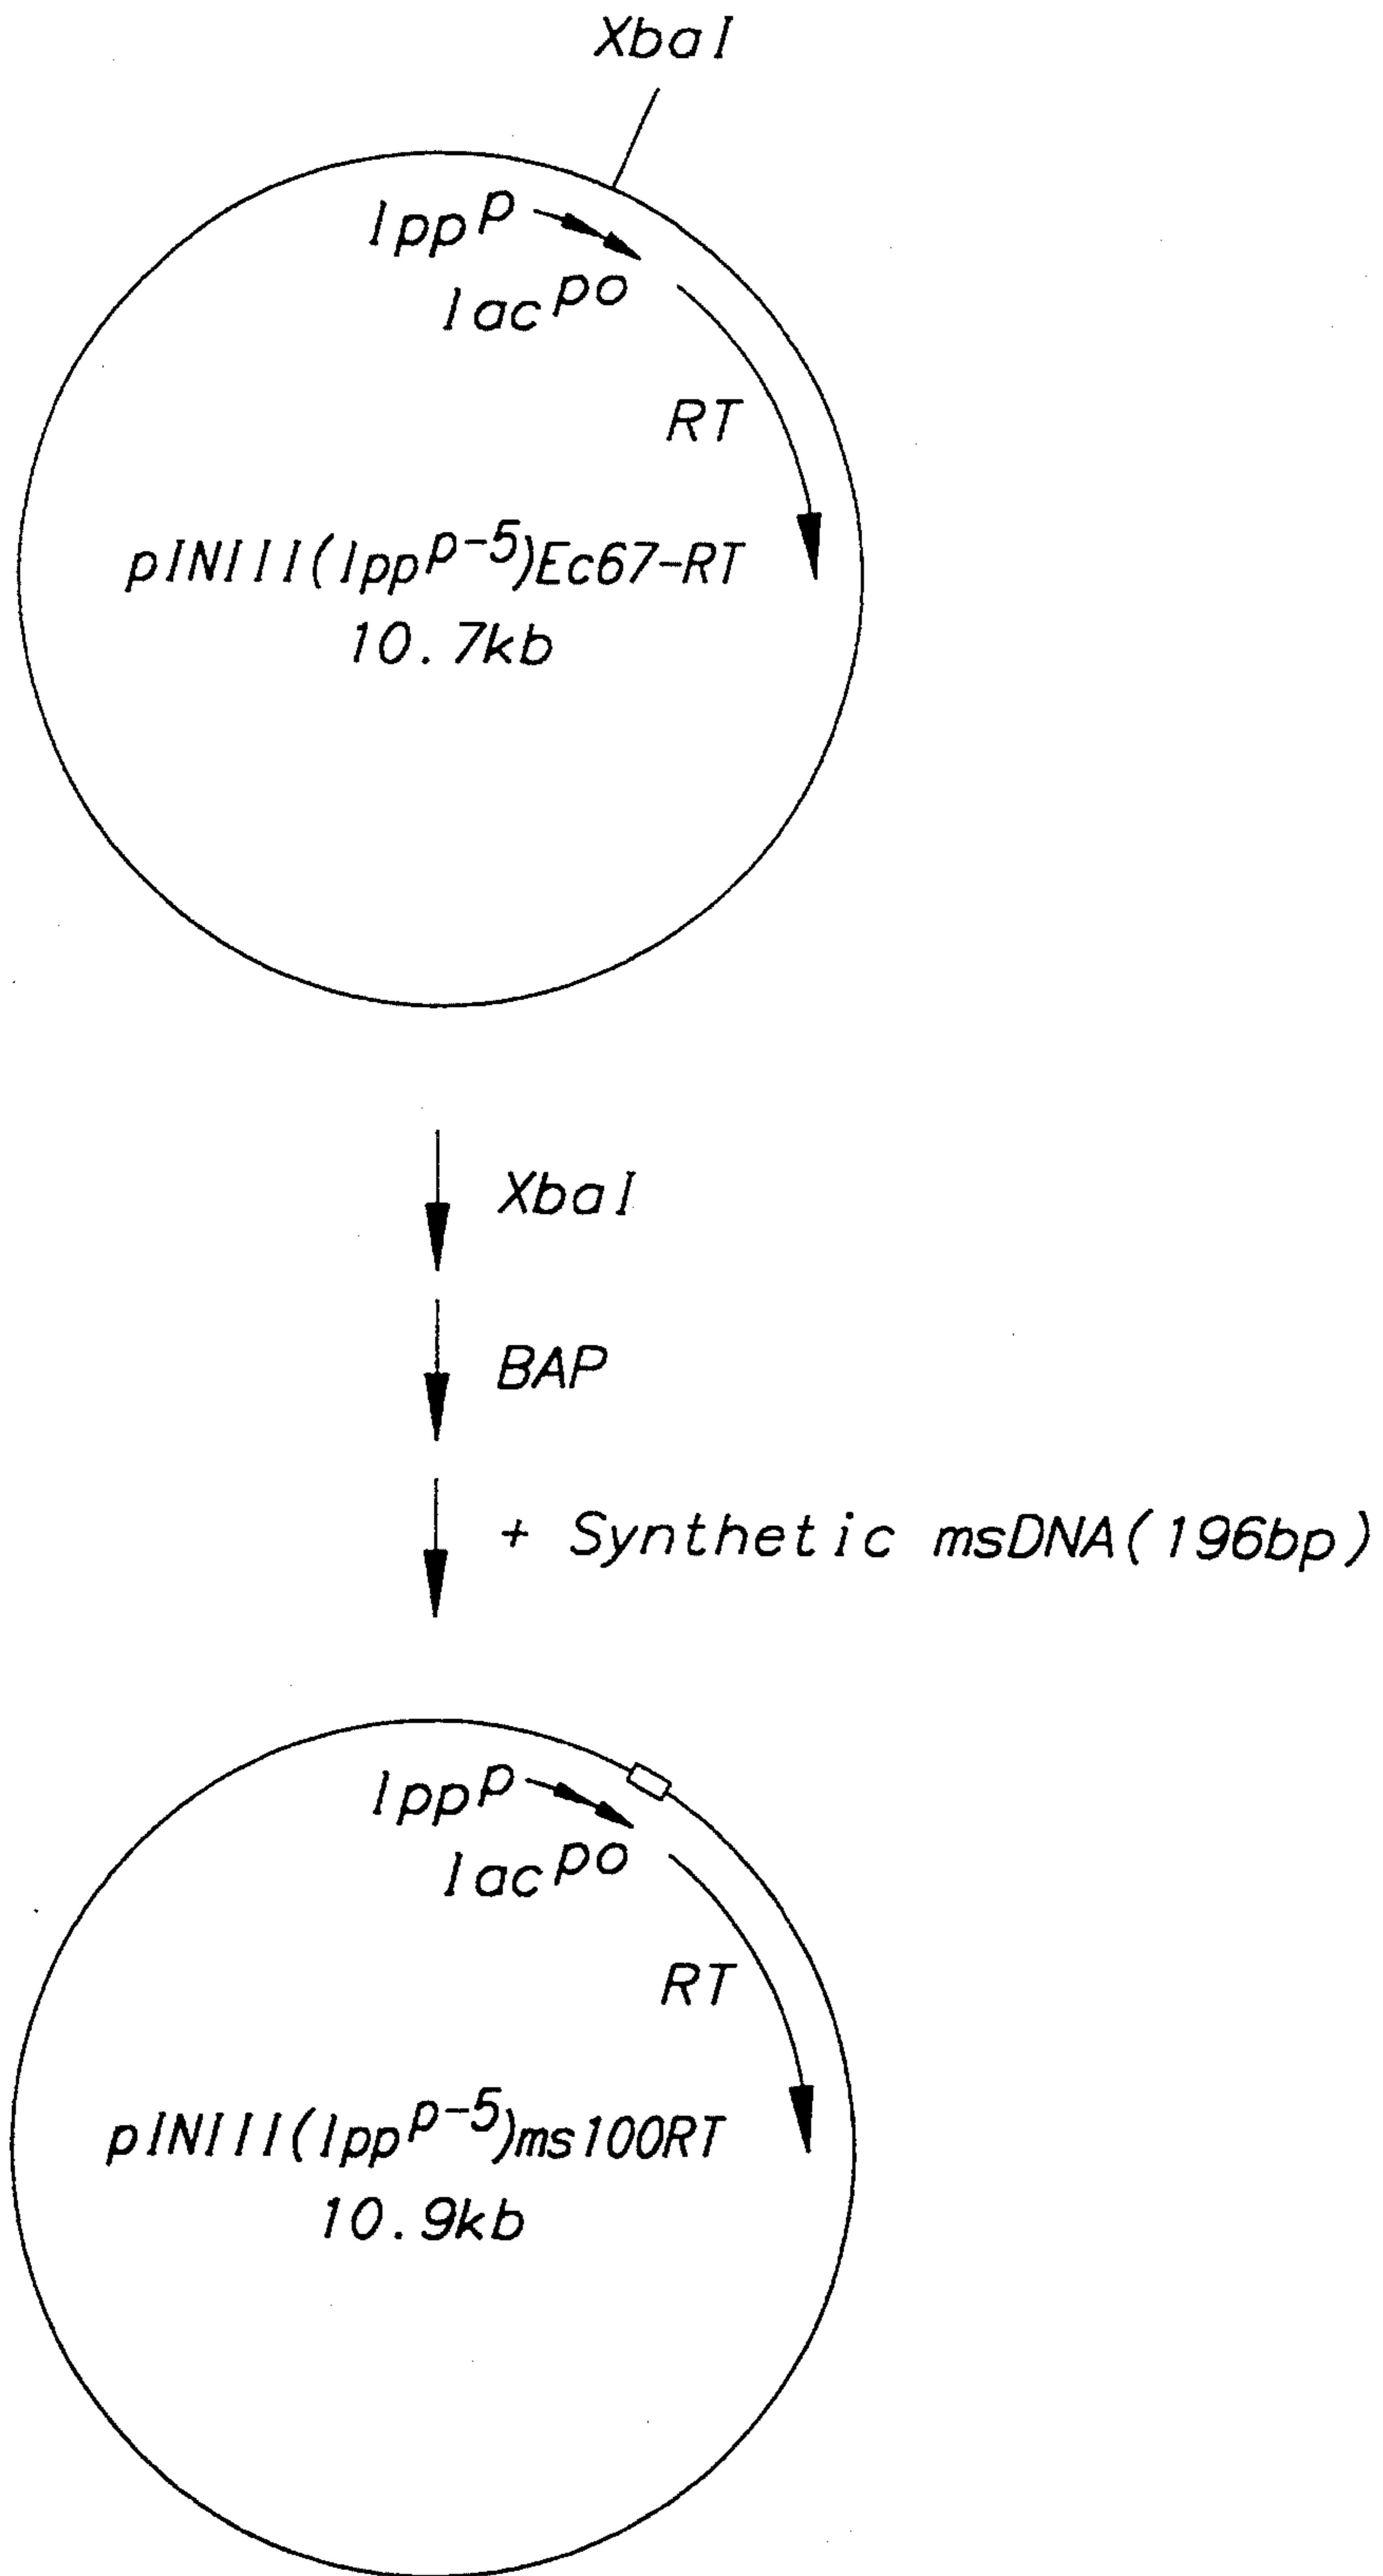 XbaI
lpp^p
lac^po
RT
pINIII(lpp^p-5)Ec67-RT
10.7kb
XbaI
BAP
+ Synthetic msDNA(196bp)
lpp^p
lac^po
RT
pINIII(lpp^p-5)ms100RT
10.9kb